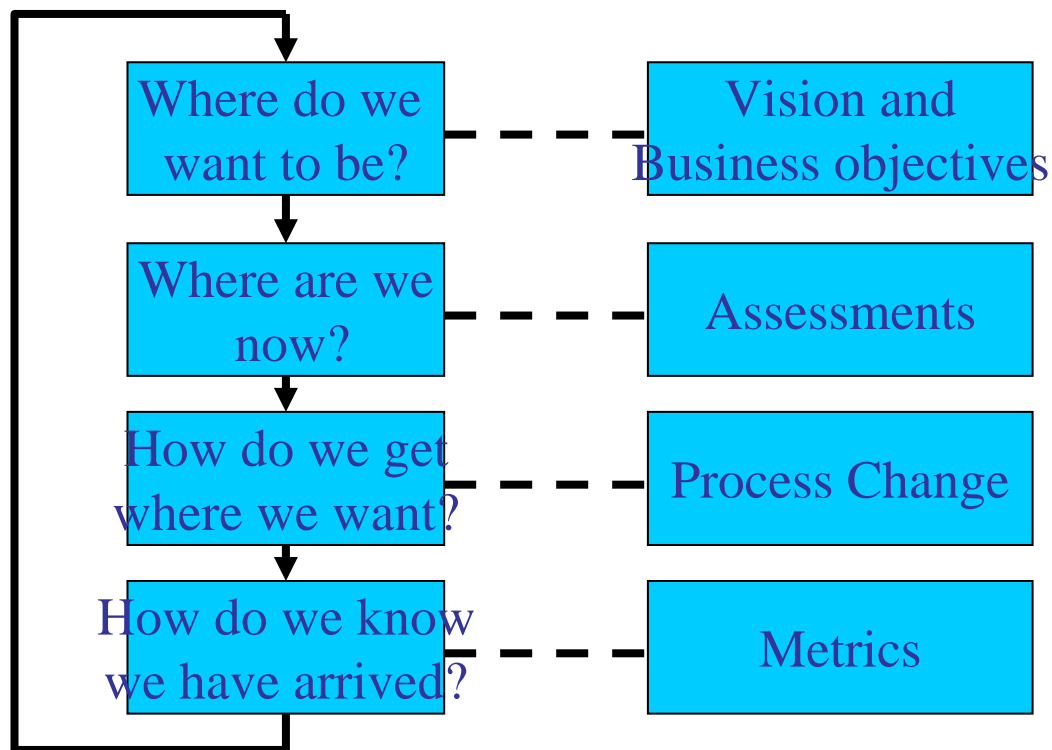 Where do we
want to be?
Vision and
Business objectives
Where are we
now?
Assessments
How do we get
where we want?
Process Change
How do we know
we have arrived?
Metrics